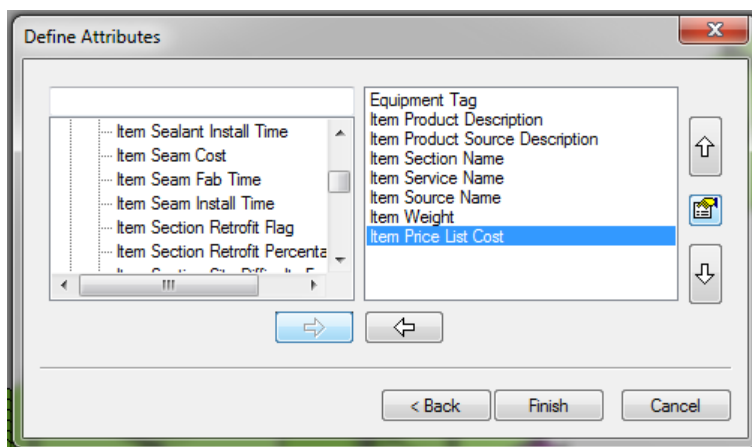 Define Attributes
Item Sealant Install Time
Item Seam Cost
Item Seam Fab Time
Item Seam Install Time
Item Section Retrofit Flag
Item Section Retrofit Percenta
Equipment Tag
Item Product Description
Item Product Source Description
Item Section Name
Item Service Name
Item Source Name
Item Weight
Item Price List Cost
< Back
Finish
Cancel